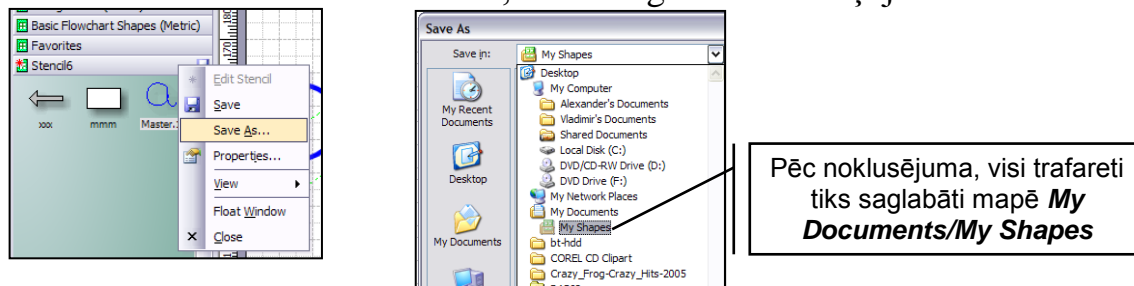 Basic Flowchart Shapes (Metric)
Favorites
Stencil6
xxx
mmm
Master.
Edit Stencil
Save
Save As...
Properties...
View
Float Window
Close
180
170
Save As
Save in:
My Shapes
My Recent
Documents
Desktop
My Documents
Desktop
My Computer
Alexander's Documents
Vladimir's Documents
Shared Documents
Local Disk (C:)
DVD/CD-RW Drive (D:)
DVD Drive (F:)
My Network Places
My Documents
My Shapes
bt-hdd
COREL CD Clipart
Crazy_Frog-Crazy_Hits-2005
Pēc noklusējuma, visi trafareti
tiks saglabāti mapē My
Documents/My Shapes